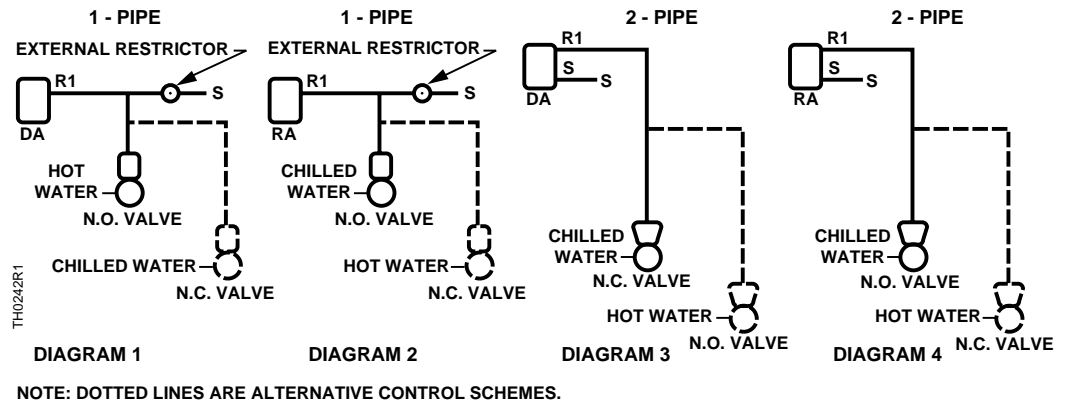 1 - PIPE
EXTERNAL RESTRICTOR
R1
S
DA
HOT
WATER
N.O. VALVE
CHILLED WATER
N.C. VALVE
TH0242R1
DIAGRAM 1
1 - PIPE
EXTERNAL RESTRICTOR
R1
S
RA
CHILLED
WATER
N.O. VALVE
HOT WATER
N.C. VALVE
DIAGRAM 2
2 - PIPE
R1
S
S
DA
CHILLED
WATER
N.C. VALVE
HOT WATER
N.O. VALVE
DIAGRAM 3
2 - PIPE
R1
S
S
RA
CHILLED
WATER
N.O. VALVE
HOT WATER
N.C. VALVE
DIAGRAM 4
NOTE: DOTTED LINES ARE ALTERNATIVE CONTROL SCHEMES.